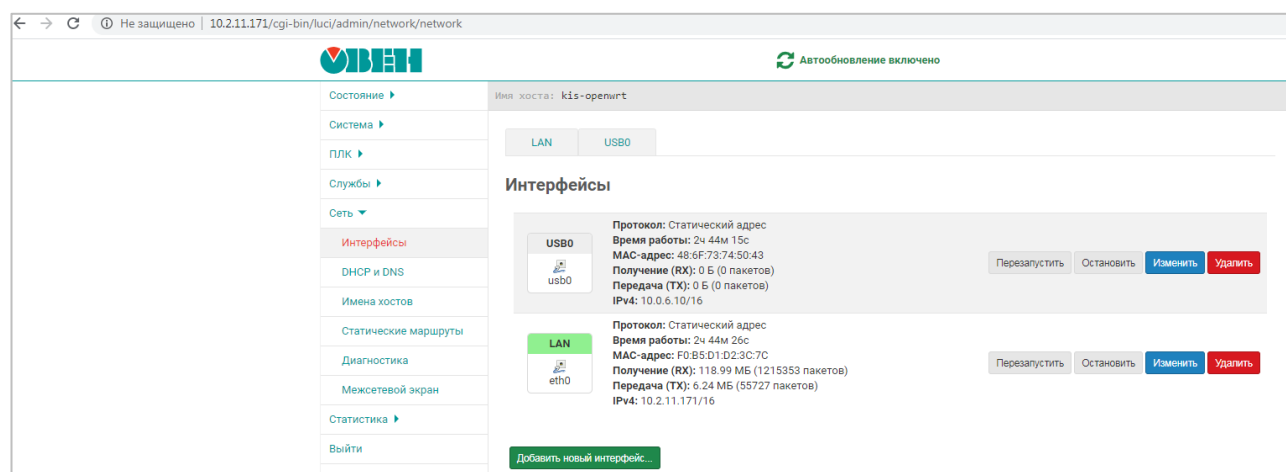 Не защищено | 10.2.11.171/cgi-bin/luci/admin/network/network
ОВЕН
Автообновление включено
Состояние
Имя хоста: kis-openwrt
Система
LAN USB0
ПЛК
Службы
Интерфейсы
Сеть
Интерфейсы
DHCP и DNS
Имена хостов
Статические маршруты
Диагностика
Межсетевой экран
Статистика
Выйти
USB0
usb0
Протокол: Статический адрес
Время работы: 2ч 44м 15с
MAC-адрес: 48:6F:73:74:50:43
Получение (RX): 0 Б (0 пакетов)
Передача (TX): 0 Б (0 пакетов)
IPv4: 10.0.6.10/16
Перезапустить Остановить Изменить Удалить
LAN
eth0
Протокол: Статический адрес
Время работы: 2ч 44м 26с
MAC-адрес: F0:B5:D1:D2:3C:7C
Получение (RX): 118.99 МБ (1215353 пакетов)
Передача (TX): 6.24 МБ (55727 пакетов)
IPv4: 10.2.11.171/16
Перезапустить Остановить Изменить Удалить
Добавить новый интерфейс...